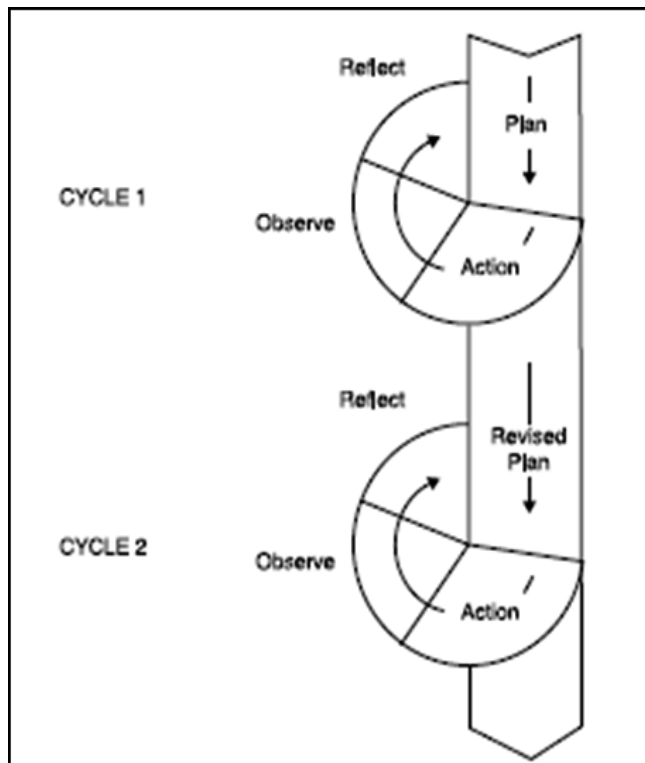 Reflect
Plan
CYCLE 1
Observe
Action
Reflect
Revised
Plan
CYCLE 2
Observe
Action